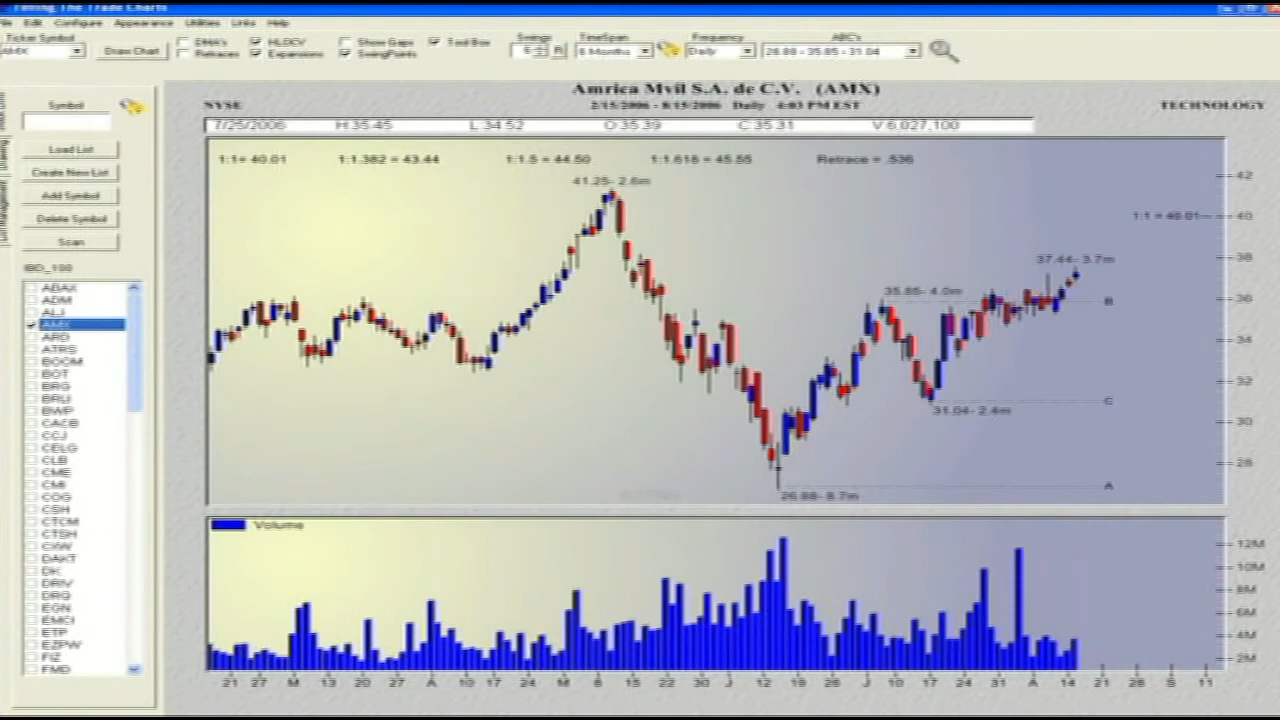 Timing The Trade Charts
File Edit Configure Appearance Utilities Links Help
Ticker Symbol
AMX
Draw Chart
DMA's
HLOCV
Show Gaps
Tool Box
Retraces
Expansions
SwingPoints
Swings
5
R
TimeSpan
6 Months
Frequency
Daily
ABC's
26.88 - 35.85 - 31.04
Symbol
Load List
Create New List
Add Symbol
Delete Symbol
Scan
IBD_100
ABAX
ADM
ALJ
AMX
ARD
ATRS
BOOM
BOT
BRG
BRLI
BWP
CACB
CCJ
CELG
CLB
CME
CMI
COG
CSH
CTCM
CTSH
CXW
DAKT
DK
DRIV
DRQ
EGN
EMCI
ETP
EZPW
FIZ
FMD
Amrica Mvil S.A. de C.V. (AMX)
NYSE
2/15/2006 - 8/15/2006 Daily 4:03 PM EST
TECHNOLOGY
7/25/2006 H:35.45 L:34.52 O:35.39 C:35.31 V:6,027,100
1:1= 40.01 1:1.382 = 43.44 1:1.5 = 44.50 1:1.618 = 45.55 Retrace = .536
41.25- 2.6m
42
1:1 = 40.01
40
37.44- 3.7m
38
35.85- 4.0m
36
B
34
32
C
31.04- 2.4m
30
28
A
26.88- 8.7m
Volume
12M
10M
8M
6M
4M
2M
21 27 M 13 20 27 A 10 17 24 M 8 15 22 30 J 12 19 26 J 10 17 24 31 A 14 21 28 S 11